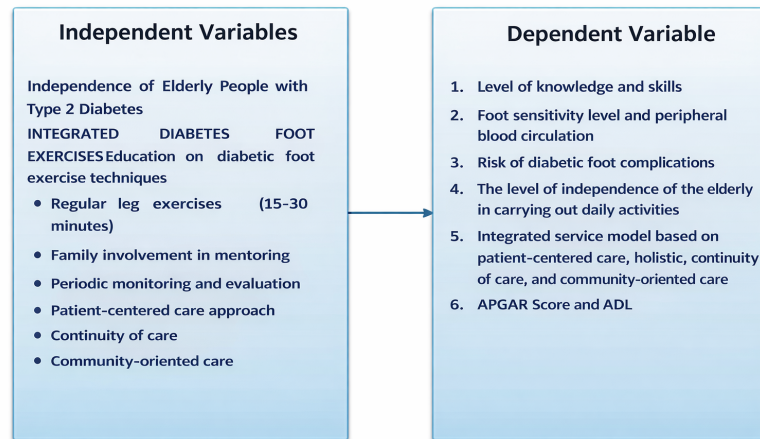 Independent Variables
Independence of Elderly People with
Type 2 Diabetes
INTEGRATED DIABETES FOOT
EXERCISES Education on diabetic foot
exercise techniques
• Regular leg exercises (15-30
minutes)
• Family involvement in mentoring
• Periodic monitoring and evaluation
• Patient-centered care approach
• Continuity of care
• Community-oriented care
Dependent Variable
1. Level of knowledge and skills
2. Foot sensitivity level and peripheral
blood circulation
3. Risk of diabetic foot complications
4. The level of independence of the elderly
in carrying out daily activities
5. Integrated service model based on
patient-centered care, holistic, continuity
of care, and community-oriented care
6. APGAR Score and ADL